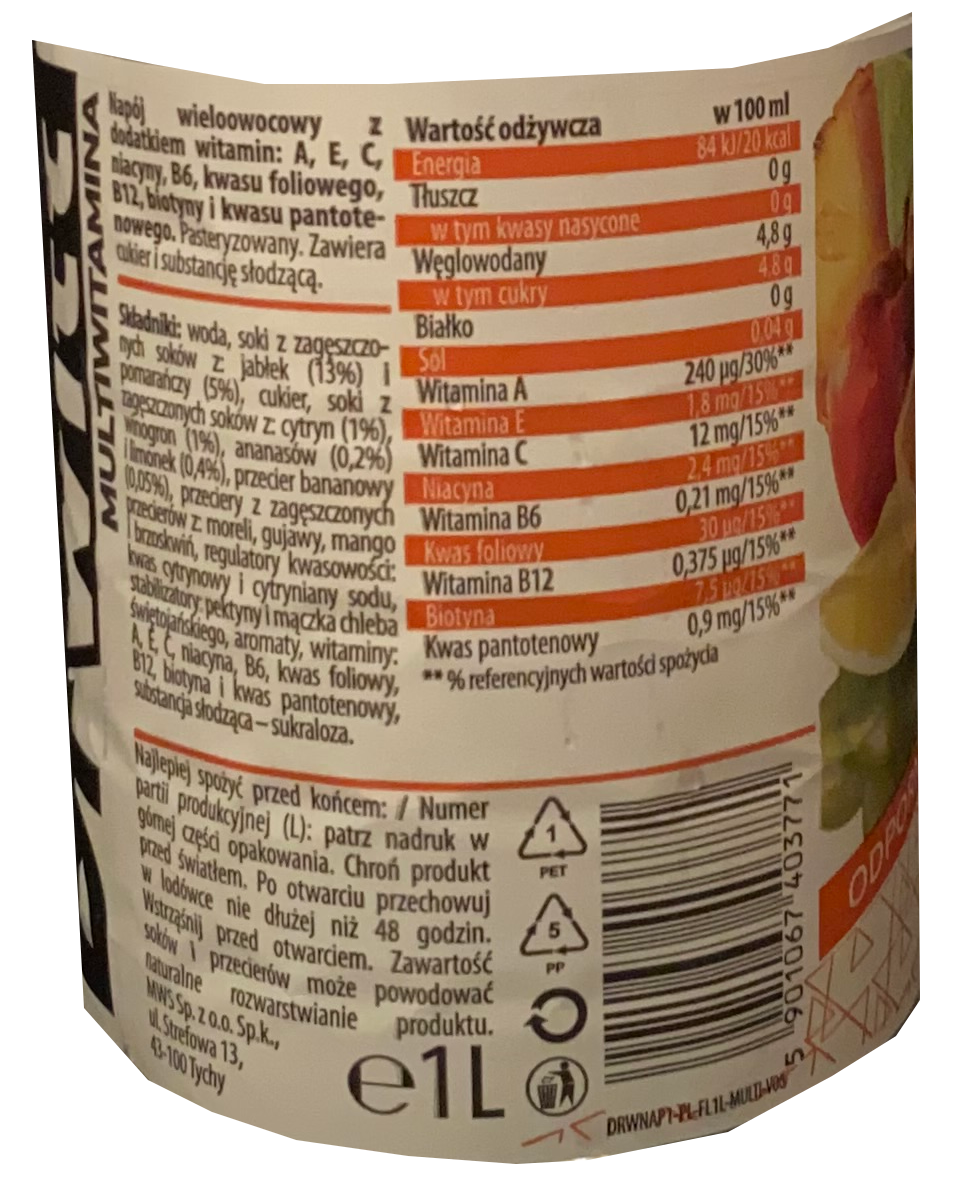 MULTIWITAMINA
Napój wieloowocowy z
dodatkiem witamin: A, E, C,
niacyny, B6, kwasu foliowego,
B12, biotyny i kwasu pantote-
nowego. Pasteryzowany. Zawiera
cukier i substancję słodzącą.
Składniki: woda, soki z zagęszczo-
nych soków z: jabłek (13%) i
pomarańczy (5%), cukier, soki z
zagęszczonych soków z: cytryn (1%),
winogron (1%), ananasów (0,2%)
i limonek (0,4%), przecier bananowy
(0,05%), przeciery z zagęszczonych
przecierów z: moreli, gujawy, mango
i brzoskwiń, regulatory kwasowości:
kwas cytrynowy i cytryniany sodu,
stabilizatory: pektyny i mączka chleba
świętojańskiego, aromaty, witaminy:
A, E, C, niacyna, B6, kwas foliowy,
B12, biotyna i kwas pantotenowy,
substancja słodząca – sukraloza.
Wartość odżywcza w 100 ml
Energia 84 kJ/20 kcal
Tłuszcz 0 g
w tym kwasy nasycone 0 g
Węglowodany 4,8 g
w tym cukry 4,8 g
Białko 0 g
Sól 0,04 g
Witamina A 240 µg/30%**
Witamina E 1,8 mg/15%**
Witamina C 12 mg/15%**
Niacyna 2,4 mg/15%**
Witamina B6 0,21 mg/15%**
Kwas foliowy 30 µg/15%**
Witamina B12 0,375 µg/15%**
Biotyna 7,5 µg/15%**
Kwas pantotenowy 0,9 mg/15%**
** % referencyjnych wartości spożycia
Najlepiej spożyć przed końcem: / Numer
partii produkcyjnej (L): patrz nadruk w
górnej części opakowania. Chroń produkt
przed światłem. Po otwarciu przechowuj
w lodówce nie dłużej niż 48 godzin.
Wstrząśnij przed otwarciem. Zawartość
soków i przecierów może powodować
naturalne rozwarstwianie produktu.
MWS Sp. z o.o. Sp.k.,
ul. Strefowa 13,
43-100 Tychy
e1L
1
PET
5
PP
5 901067 403771
DRWNAP1-PL-FL1L-MULTI-V05